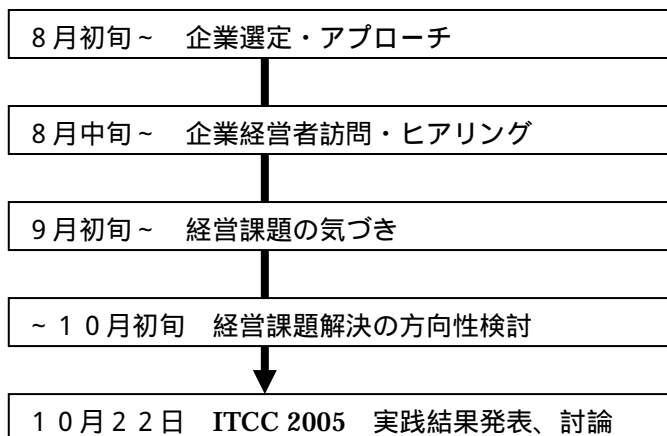 ８月初旬～　企業選定・アプローチ
８月中旬～　企業経営者訪問・ヒアリング
９月初旬～　経営課題の気づき
～１０月初旬　経営課題解決の方向性検討
１０月２２日　ITCC 2005　実践結果発表、討論